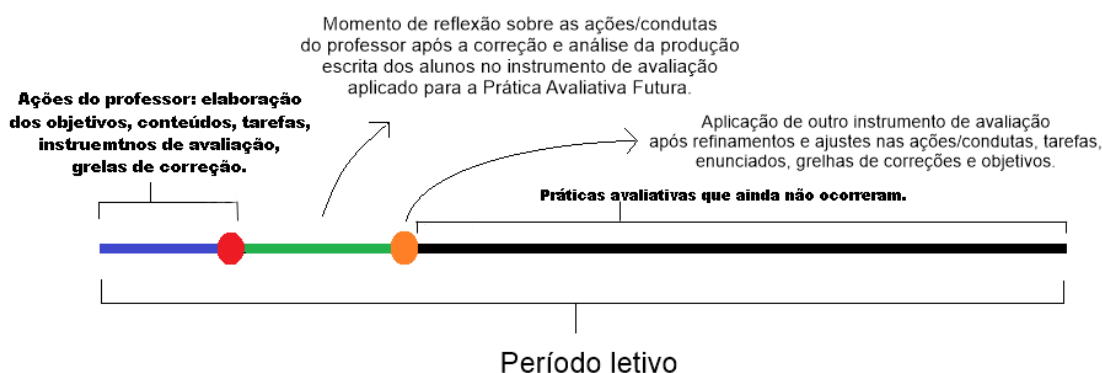 Momento de reflexão sobre as ações/condutas
do professor após a correção e análise da produção
escrita dos alunos no instrumento de avaliação
aplicado para a Prática Avaliativa Futura.
Ações do professor: elaboração
dos objetivos, conteúdos, tarefas,
instruemtnos de avaliação,
grelas de correção.
Aplicação de outro instrumento de avaliação
após refinamentos e ajustes nas ações/condutas, tarefas,
enunciados, grelhas de correções e objetivos.
Práticas avaliativas que ainda não ocorreram.
Período letivo